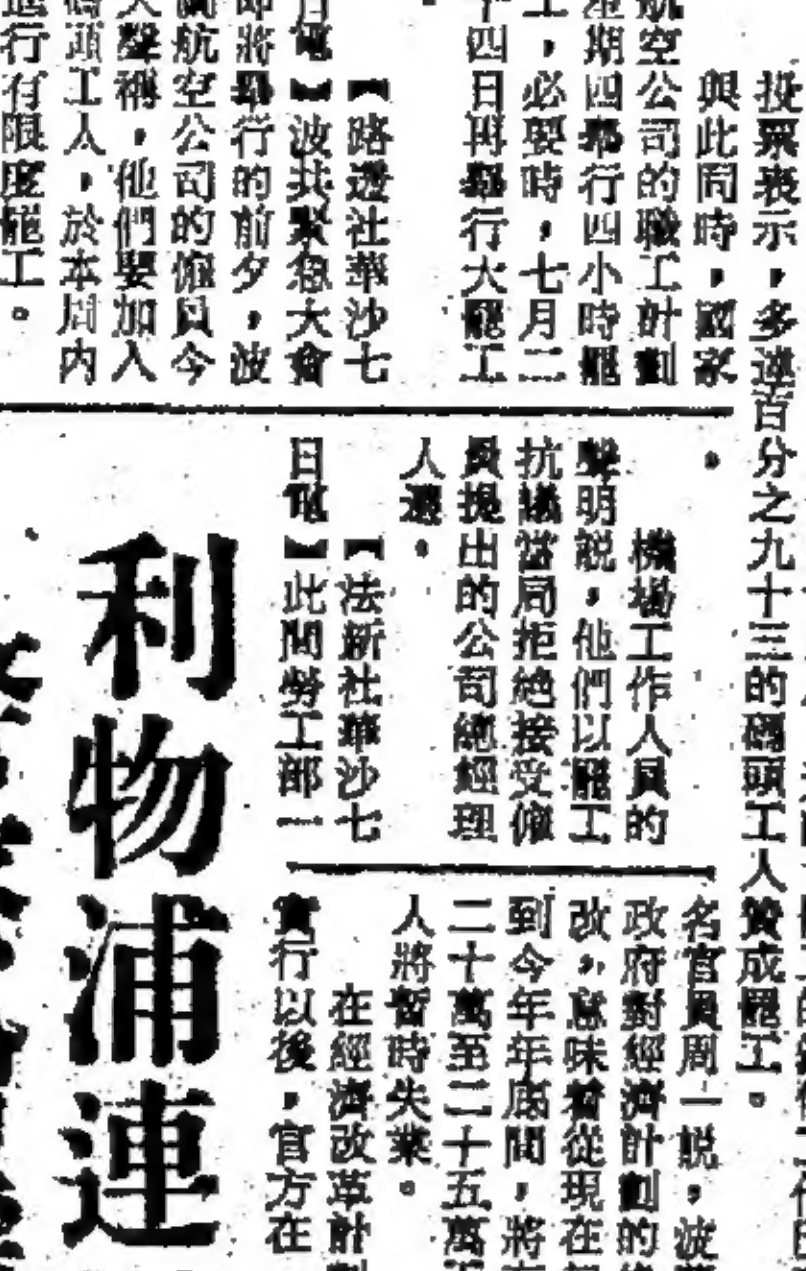 投票表示，多達百分之九十三的碼頭工人贊成罷工。
與此同時，國家
航空公司的職工計劃
星期四舉行四小時罷
工，必要時，七月二
十四日再舉行大罷工
【路透社華沙七
日電】波共緊急大會
即將舉行的前夕，波
蘭航空公司的僱員今
天聲稱，他們要加入
碼頭工人，於本周内
進行有限度罷工。
機場工作人員的
聲明説，他們以罷工
抗議當局拒絶接受僱
員提出的公司總經理
人選。
【法新社華沙七
日電】此間勞工部一
名官員周一説，波
政府對經濟計劃的
改，意味着從現在
到今年年底間，將
二十萬至二十五萬
人將暫時失業。
在經濟改革計
實行以後，官方在
利物浦連